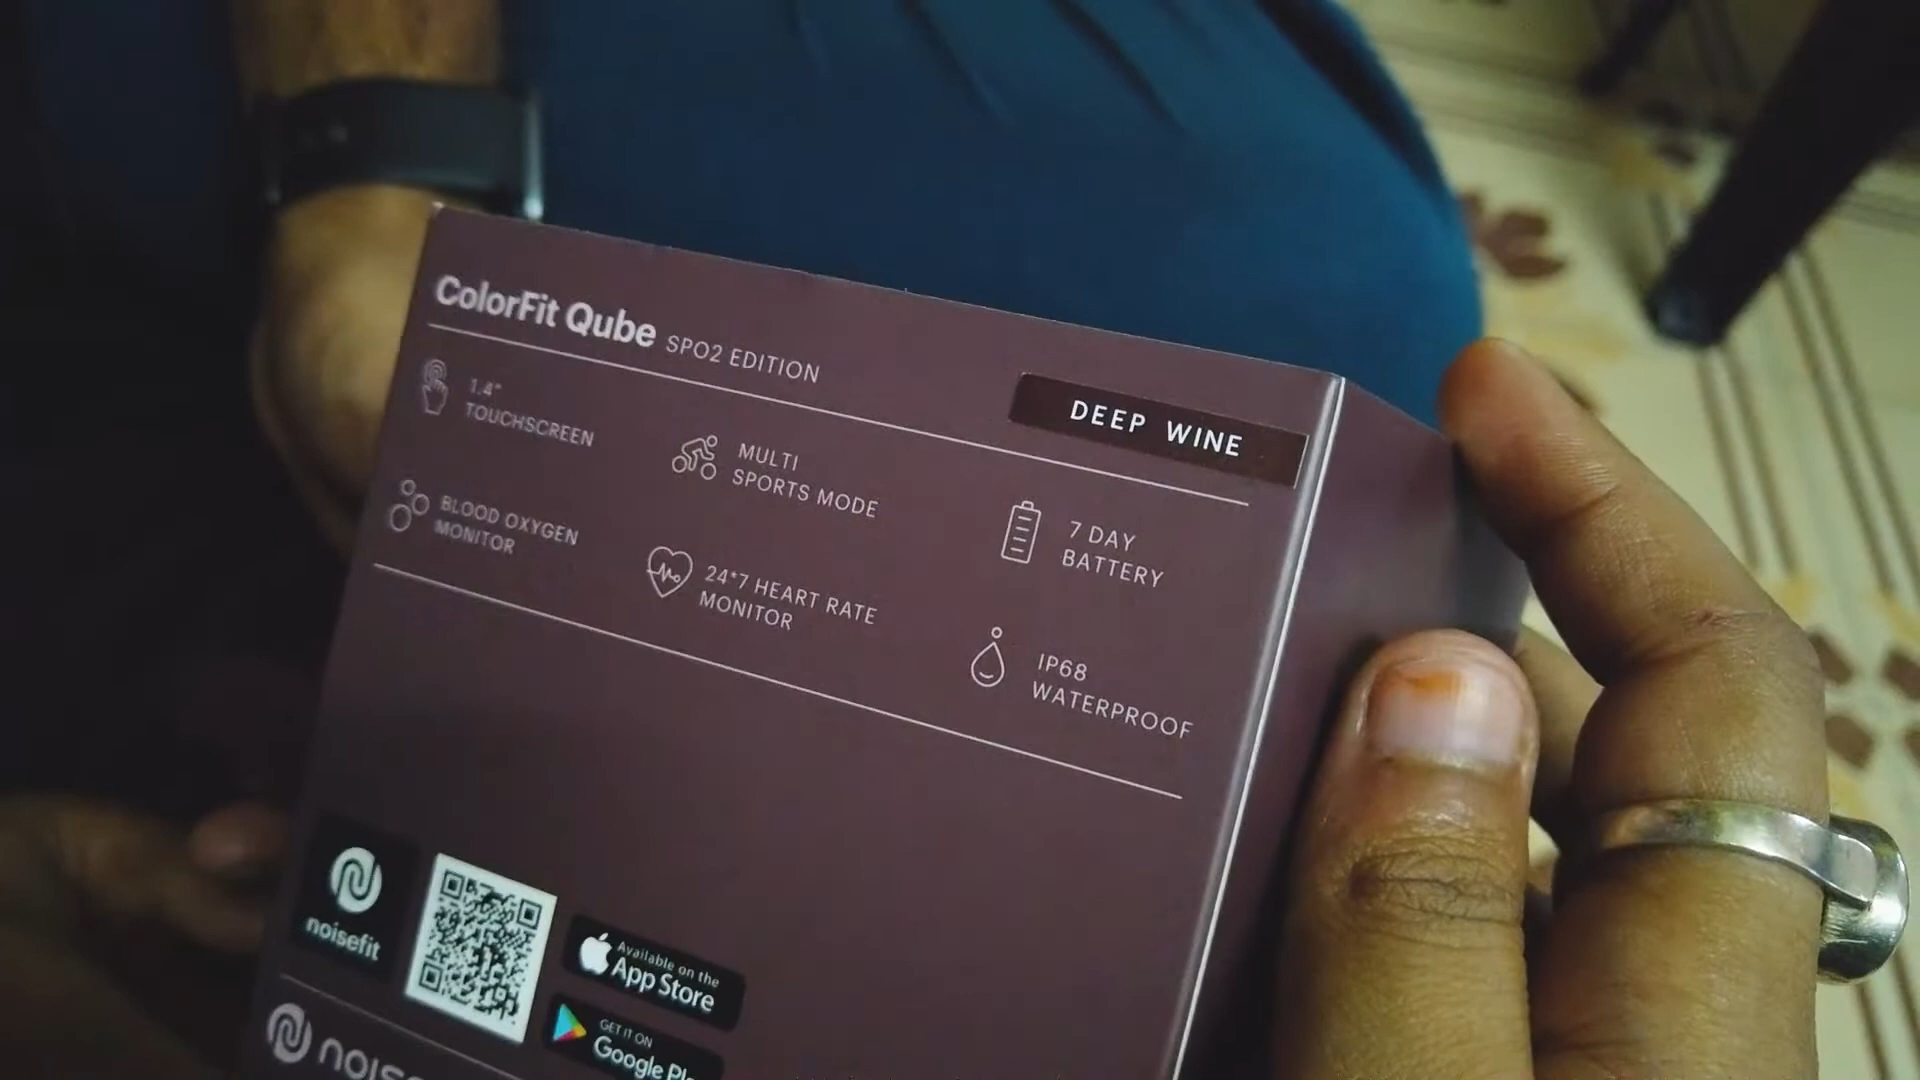 ColorFit Qube SPO2 EDITION
DEEP WINE
1.4"
TOUCHSCREEN
MULTI
SPORTS MODE
7 DAY
BATTERY
BLOOD OXYGEN
MONITOR
24*7 HEART RATE
MONITOR
IP68
WATERPROOF
noisefit
Available on the
App Store
GET IT ON
Google